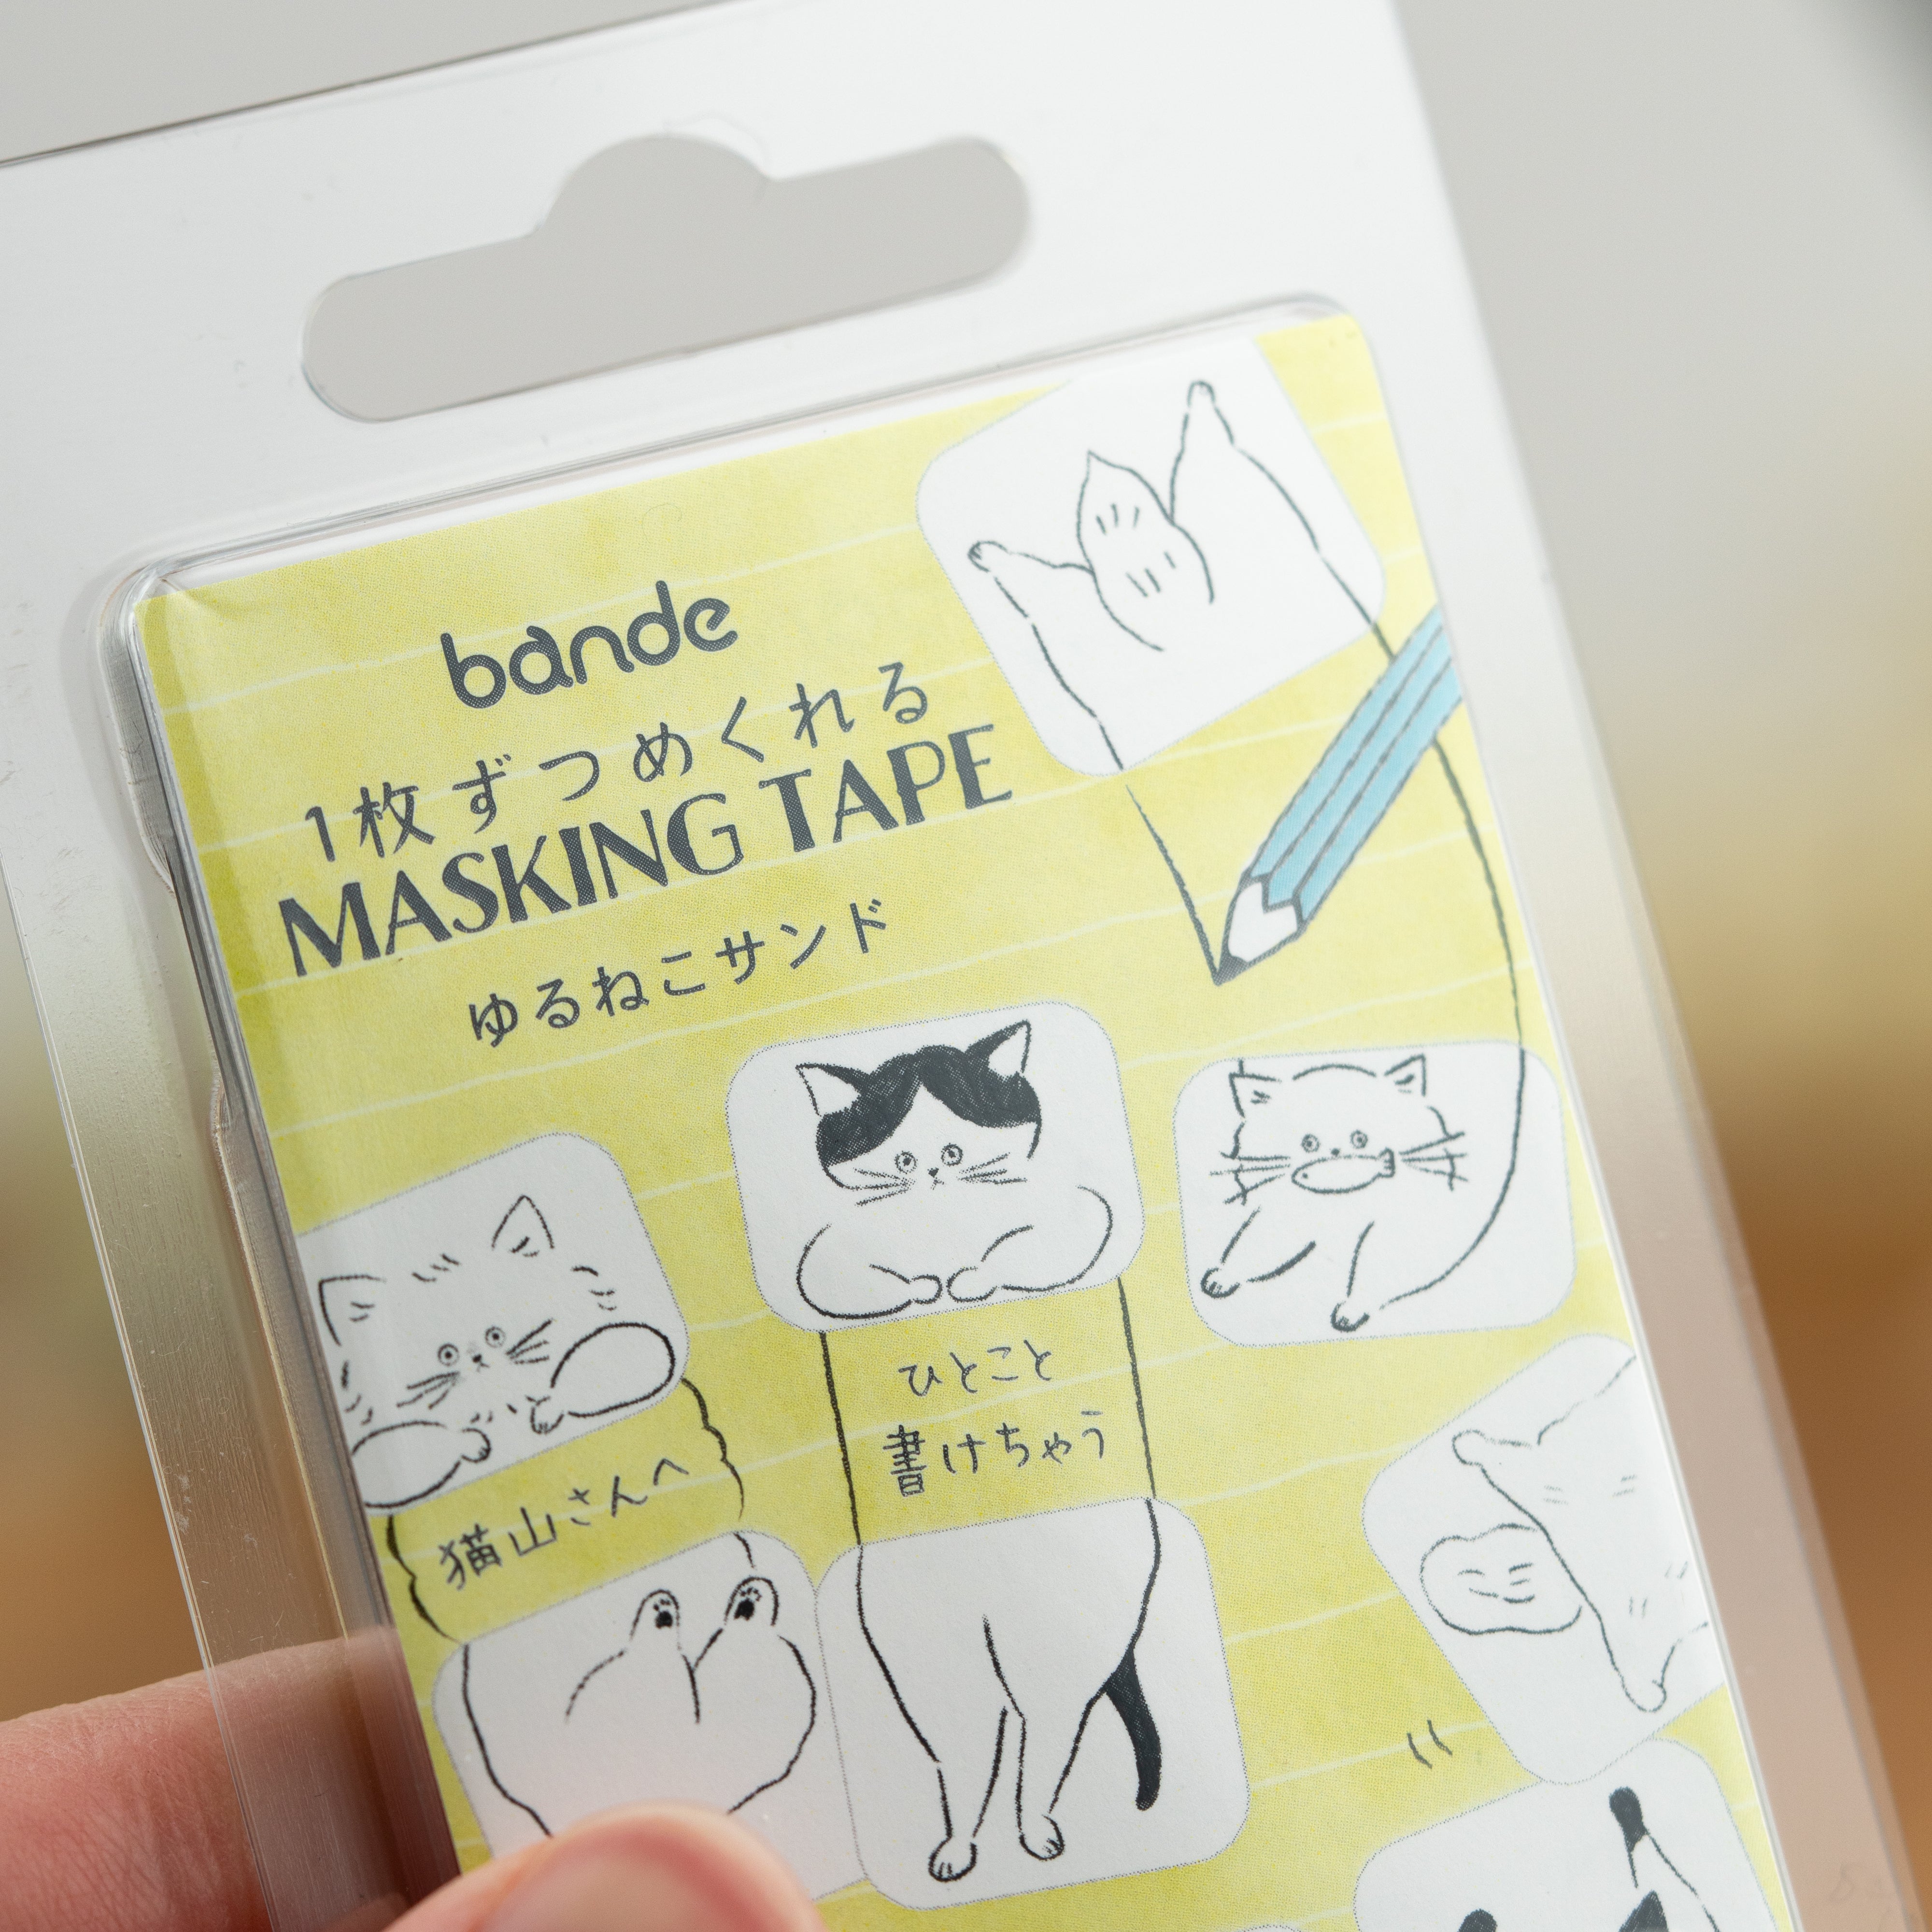 bande
1枚ずつめくれる
MASKING TAPE
ゆるねこサンド
ひとこと
書けちゃう
猫山さんへ